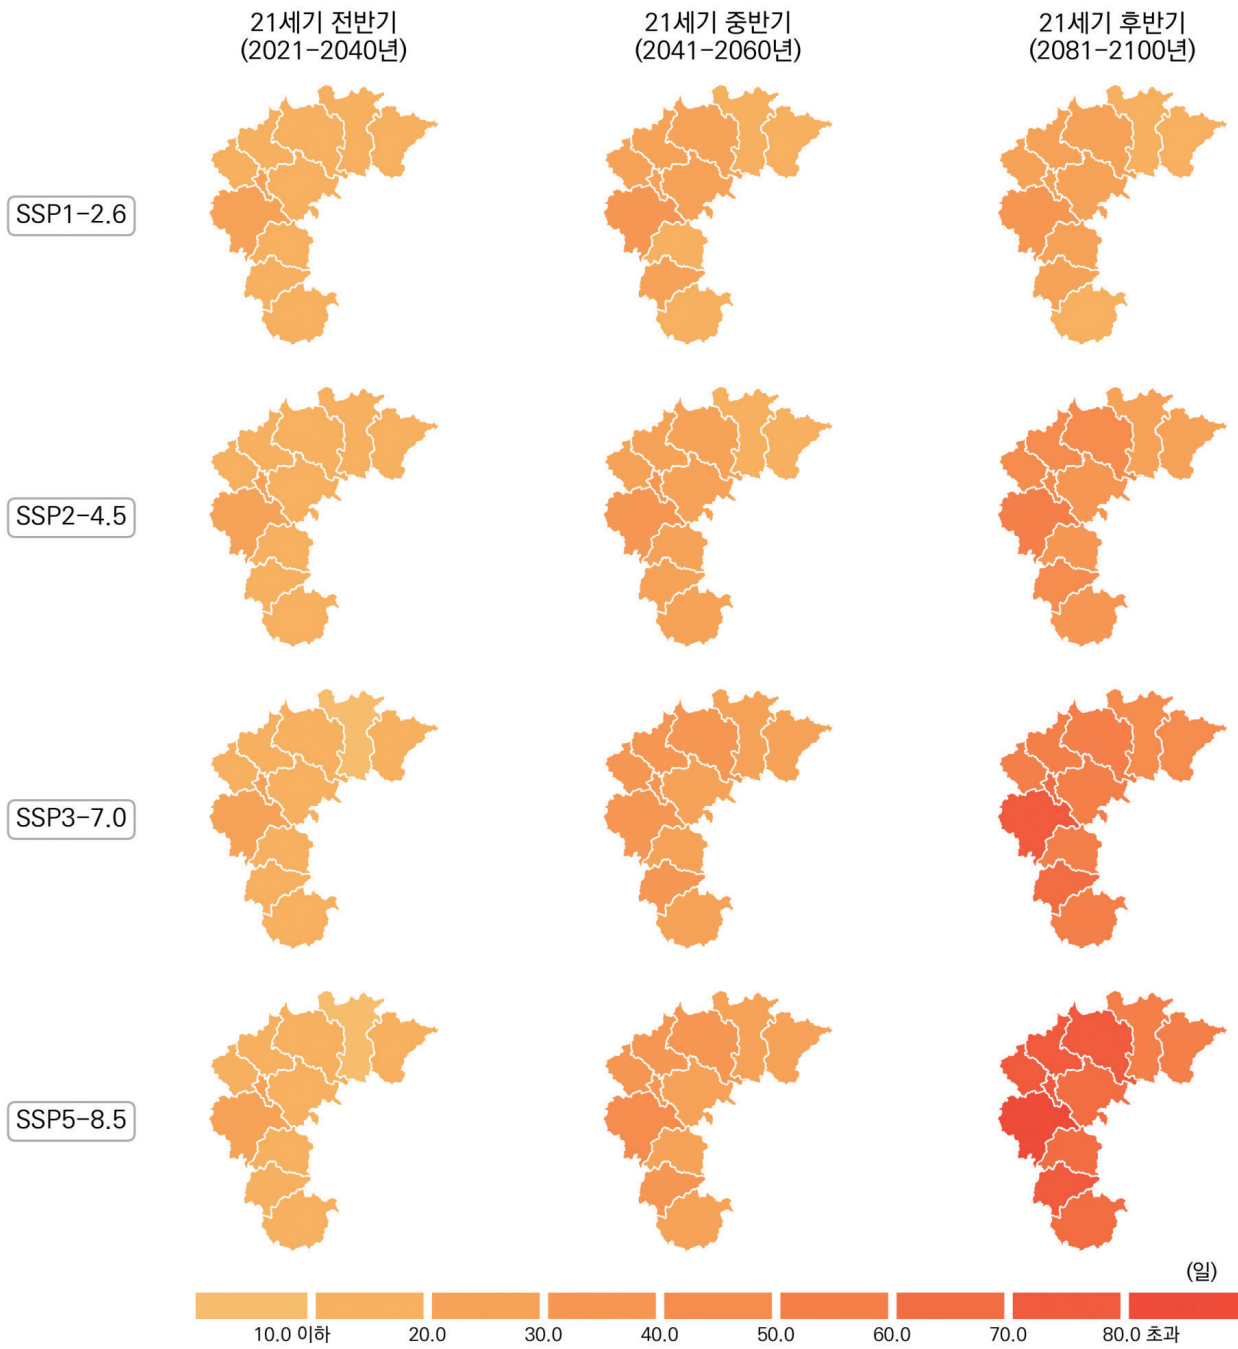 21세기 전반기
(2021-2040년)
21세기 중반기
(2041-2060년)
21세기 후반기
(2081-2100년)
SSP1-2.6
SSP2-4.5
SSP3-7.0
SSP5-8.5
(일)
10.0 이하 20.0 30.0 40.0 50.0 60.0 70.0 80.0 초과